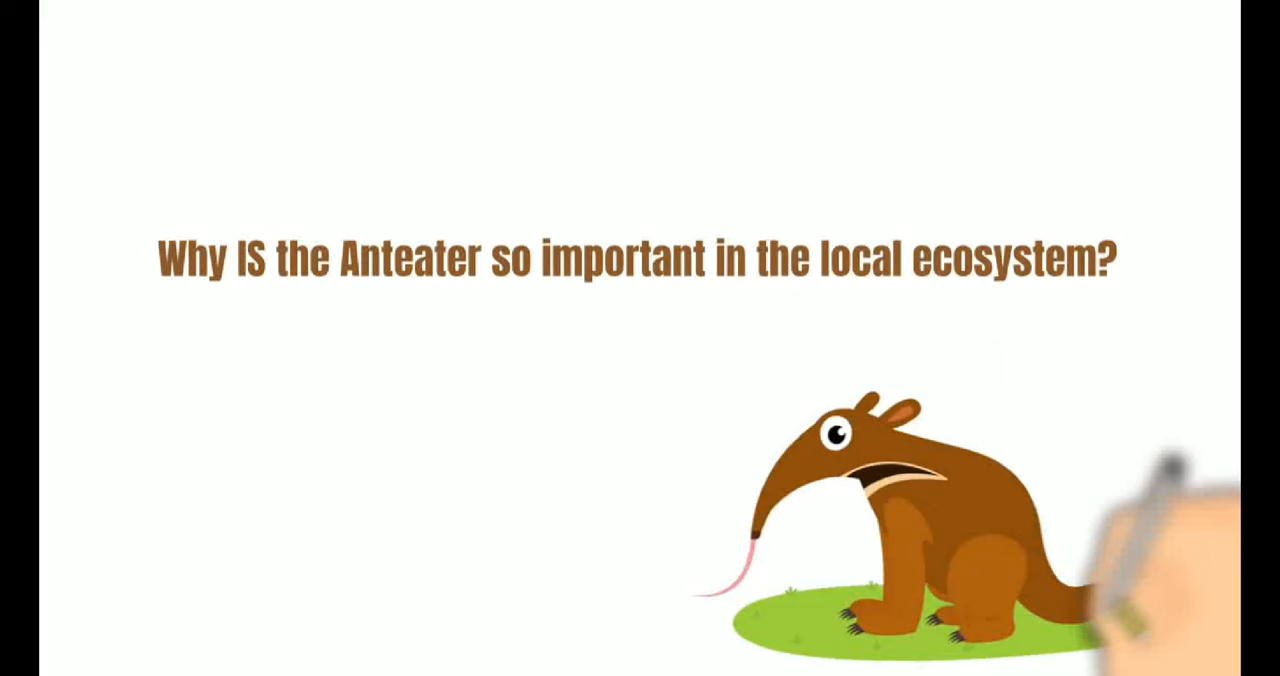 Why IS the Anteater so important in the local ecosystem?